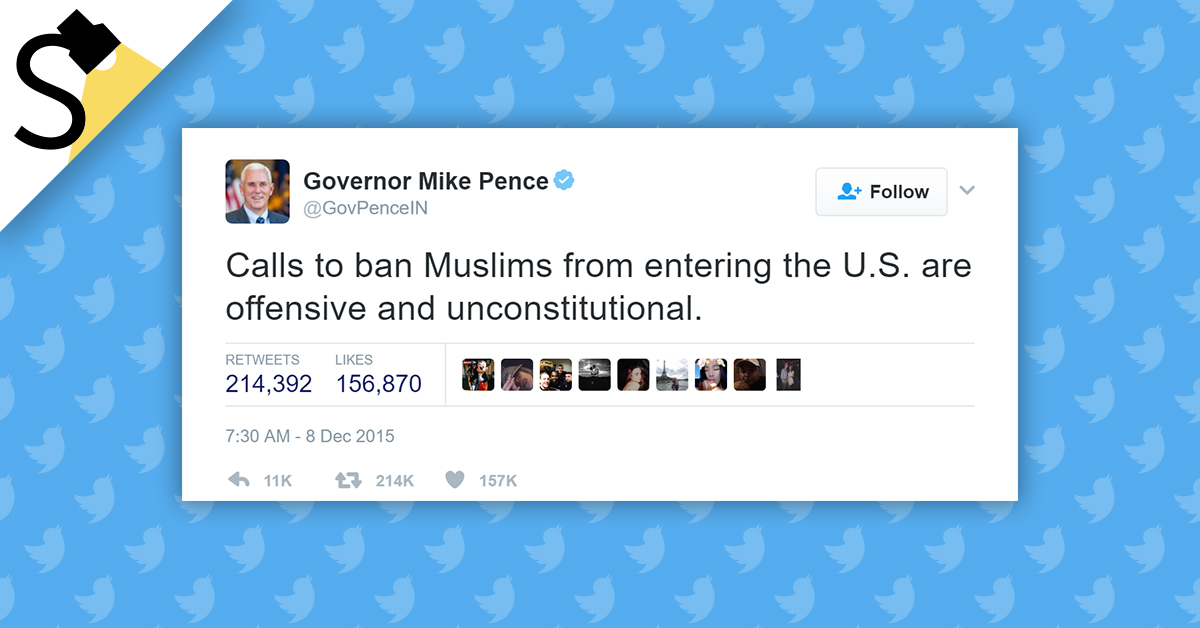 S
Governor Mike Pence
@GovPenceIN
Follow
Calls to ban Muslims from entering the U.S. are
offensive and unconstitutional.
RETWEETS LIKES
214,392 156,870
7:30 AM - 8 Dec 2015
11K 214K 157K